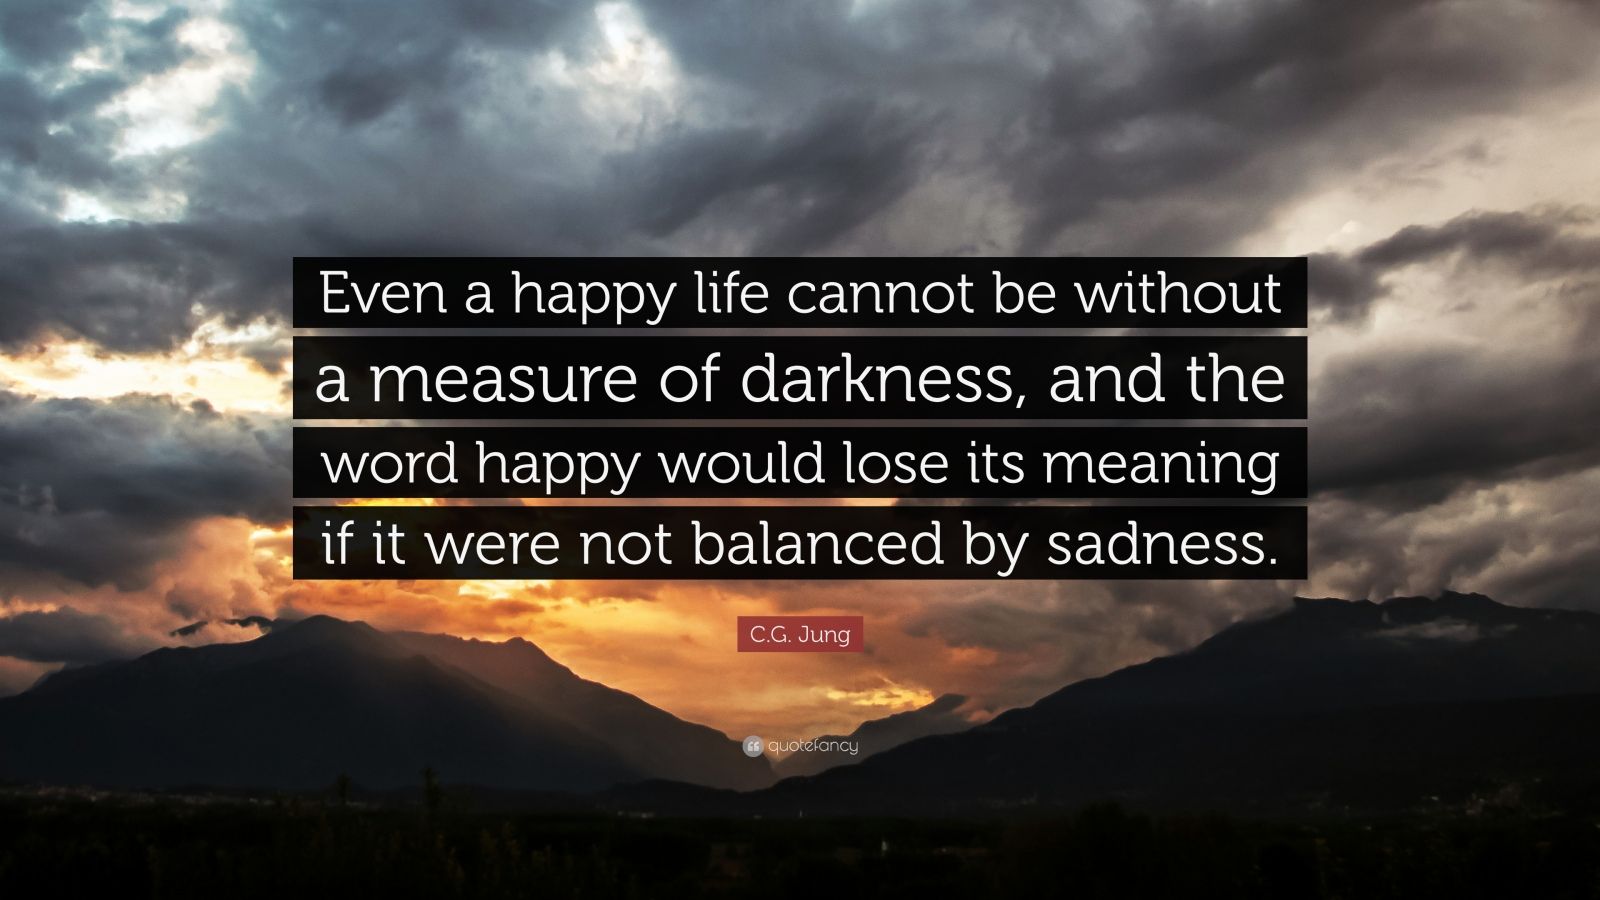 Even a happy life cannot be without
a measure of darkness, and the
word happy would lose its meaning
if it were not balanced by sadness.
C.G. Jung
quotefancy